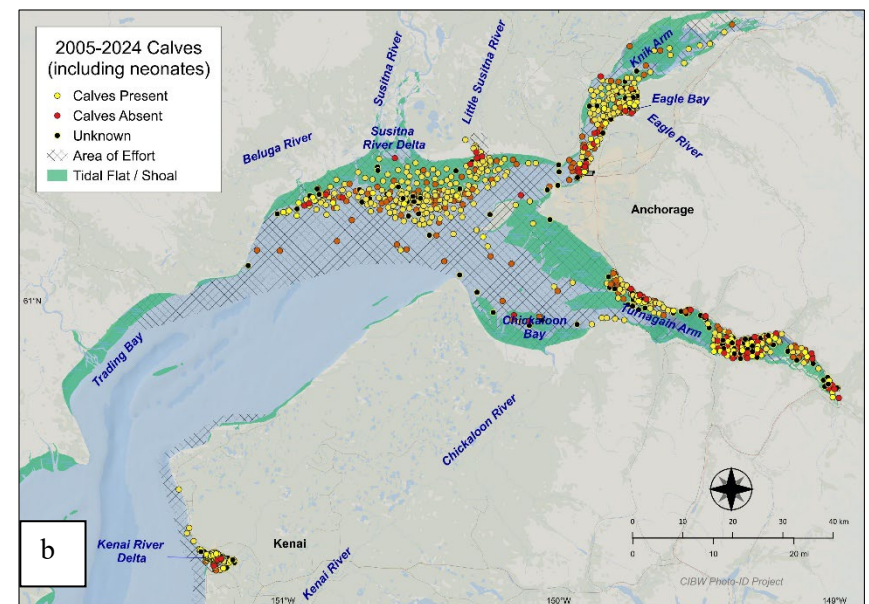 2005-2024 Calves
(including neonates)
Calves Present
Calves Absent
Unknown
Area of Effort
Tidal Flat / Shoal
Beluga River
Susitna River
Susitna
River Delta
Little Susitna River
Knik Arm
Eagle Bay
Eagle River
Anchorage
61°N
Trading Bay
Chickaloon
Bay
Turnagain Arm
Chickaloon River
Kenai River
Delta
Kenai
Kenai River
0 10 20 30 40 km
0 10 20 mi
CIBW Photo-ID Project
b
151°W
150°W
149°W